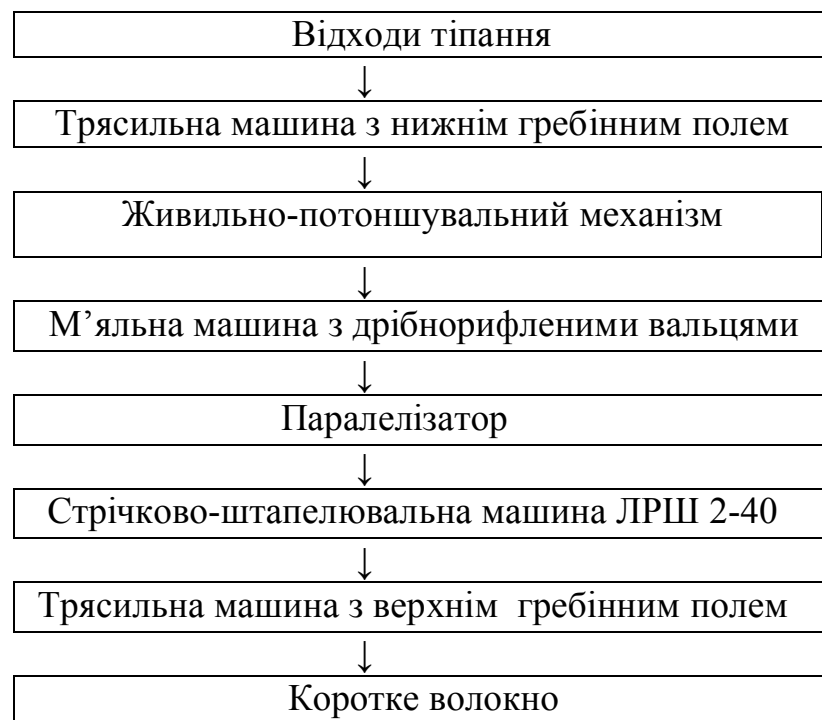 Відходи тіпання
↓
Трясильна машина з нижнім гребінним полем
↓
Живильно-потоншувальний механізм
↓
М’яльна машина з дрібнорифленими вальцями
↓
Паралелізатор
↓
Стрічково-штапелювальна машина ЛРШ 2-40
↓
Трясильна машина з верхнім гребінним полем
↓
Коротке волокно